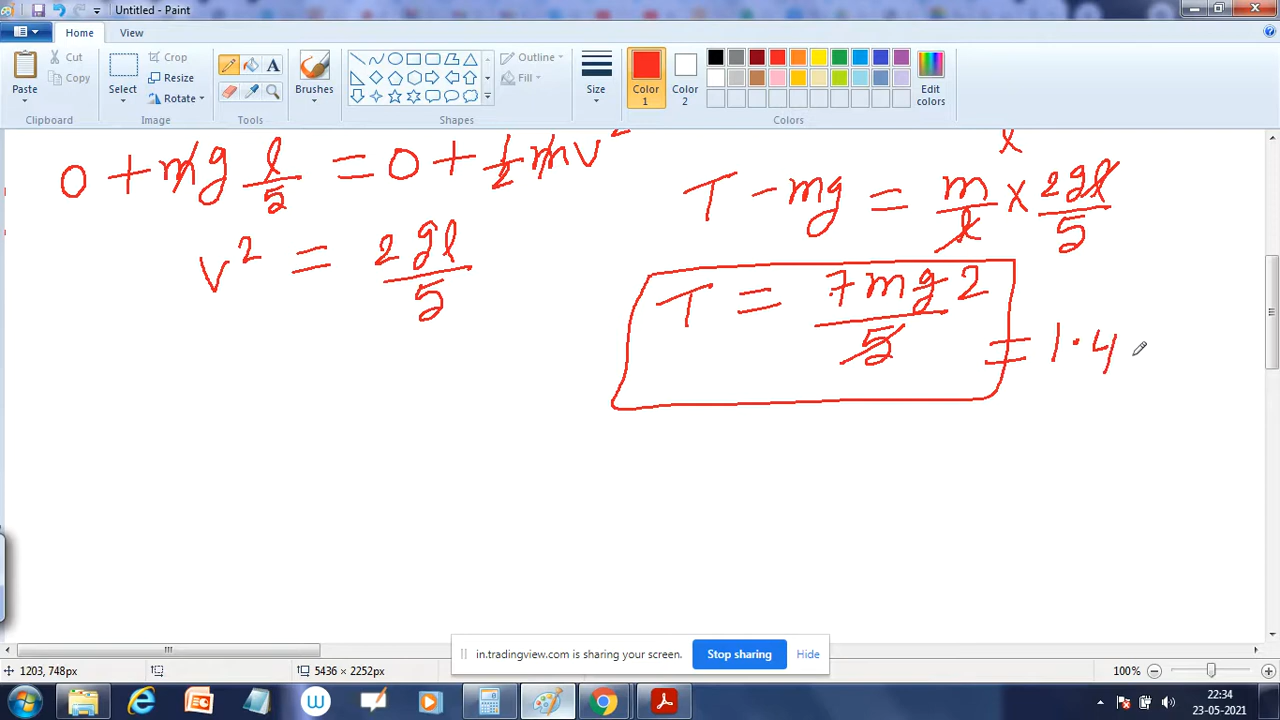 Untitled - Paint
Home View
Paste
Cut
Copy
Clipboard
Select
Crop
Resize
Rotate
Image
Tools
Brushes
Shapes
Outline
Fill
Size
Color 1
Color 2
Edit colors
Colors
0 + mg l/5 = 0 + 1/2 mv²
v² = 2gl/5
l
T - mg = m/l × 2gl/5
T = 7mg2/5
= 1.4
in.tradingview.com is sharing your screen.
Stop sharing
Hide
1203, 748px
5436 × 2252px
100%
22:34
23-05-2021